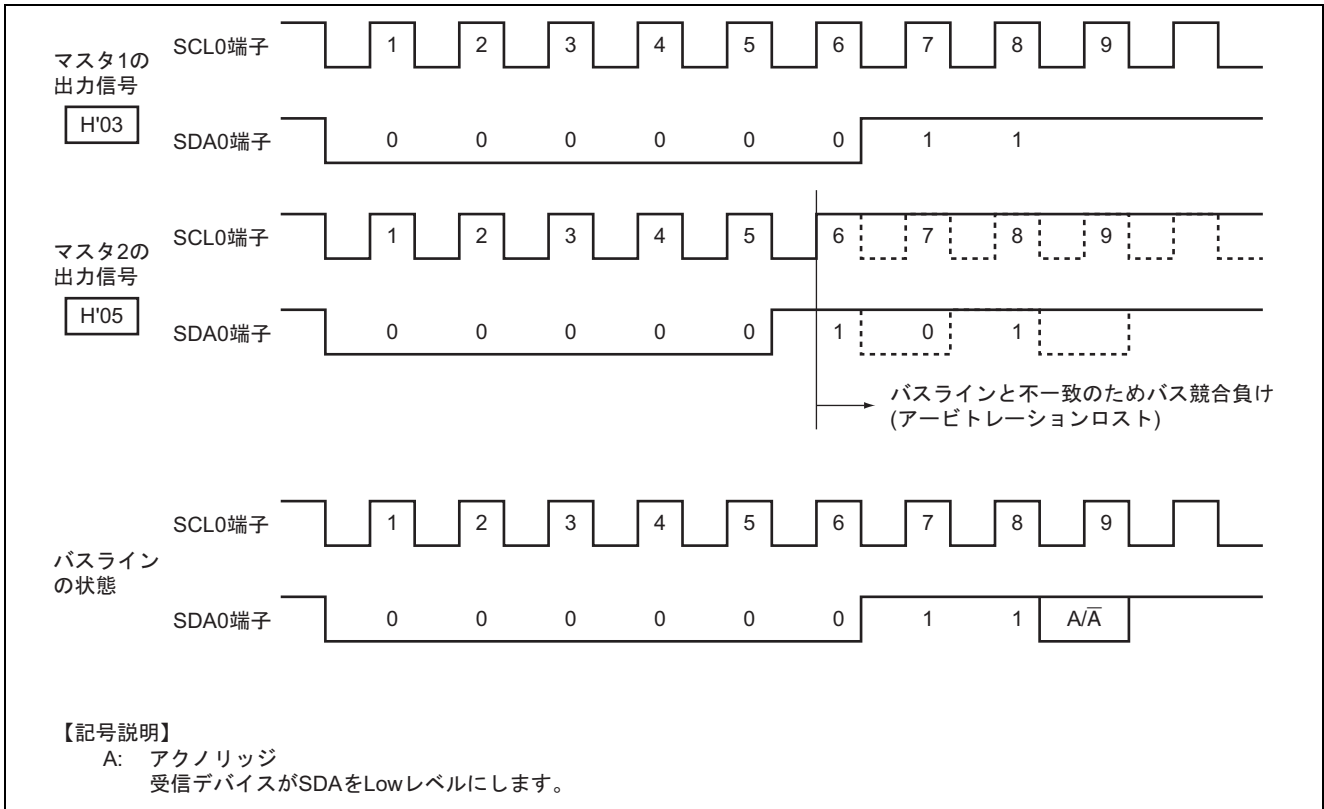 マスタ1の
出力信号
H'03
SCL0端子 1 2 3 4 5 6 7 8 9
SDA0端子 0 0 0 0 0 0 1 1
マスタ2の
出力信号
H'05
SCL0端子 1 2 3 4 5 6 7 8 9
SDA0端子 0 0 0 0 0 1 0 1
バスラインと不一致のためバス競合負け
(アービトレーションロスト)
バスライン
の状態
SCL0端子 1 2 3 4 5 6 7 8 9
SDA0端子 0 0 0 0 0 0 1 1 A/A̅
【記号説明】
A: アクノリッジ
受信デバイスがSDAをLowレベルにします。